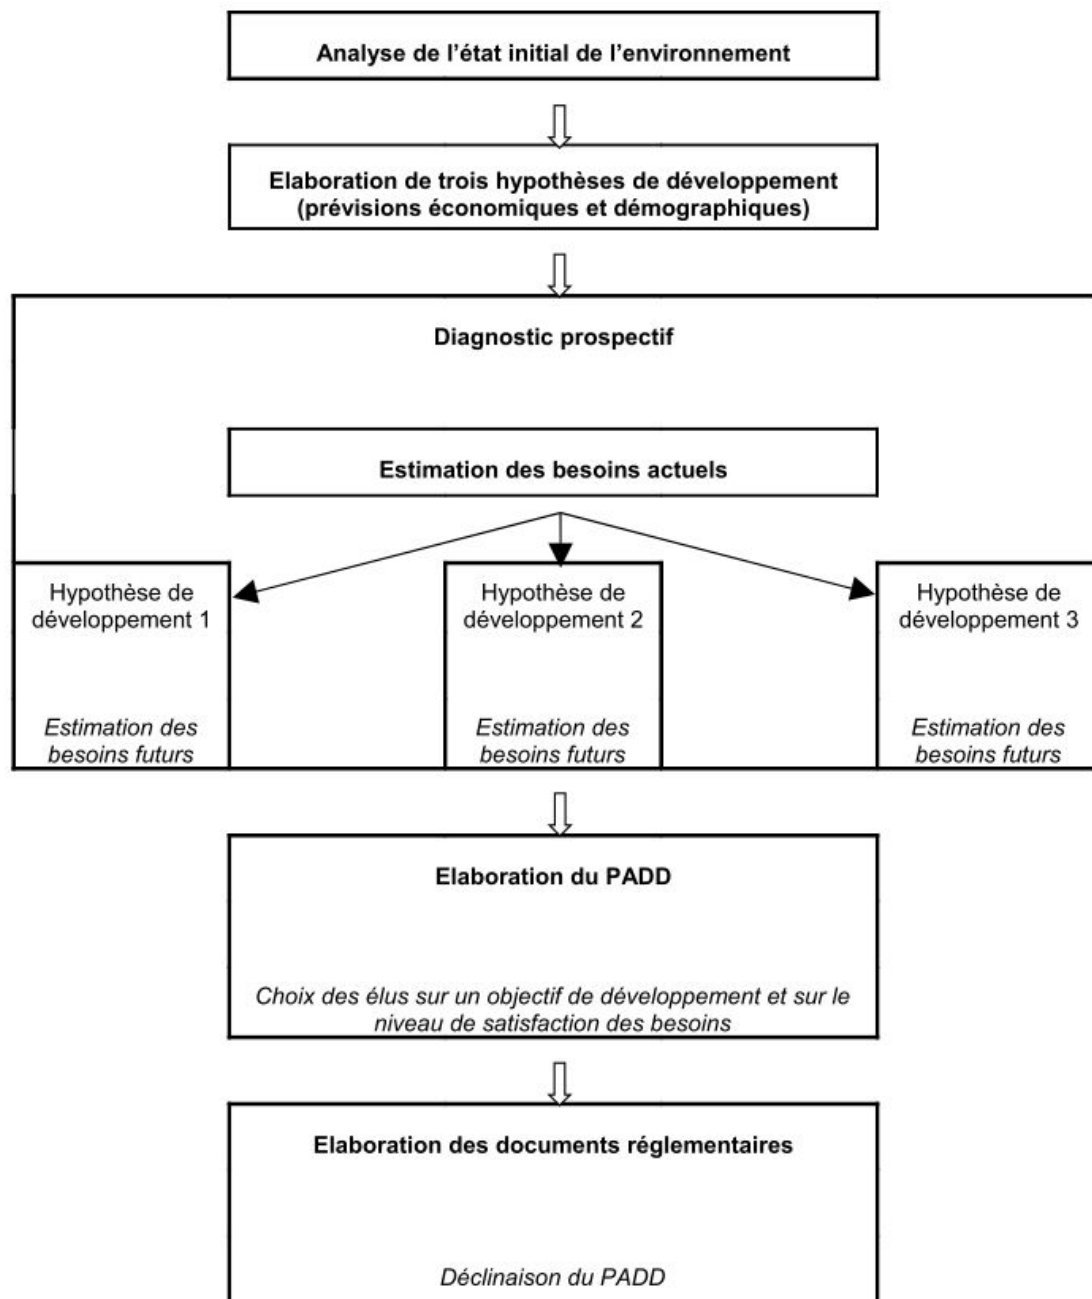 Analyse de l'état initial de l'environnement
Elaboration de trois hypothèses de développement
(prévisions économiques et démographiques)
Diagnostic prospectif
Estimation des besoins actuels
Hypothèse de
développement 1
Estimation des
besoins futurs
Hypothèse de
développement 2
Estimation des
besoins futurs
Hypothèse de
développement 3
Estimation des
besoins futurs
Elaboration du PADD
Choix des élus sur un objectif de développement et sur le
niveau de satisfaction des besoins
Elaboration des documents réglementaires
Déclinaison du PADD